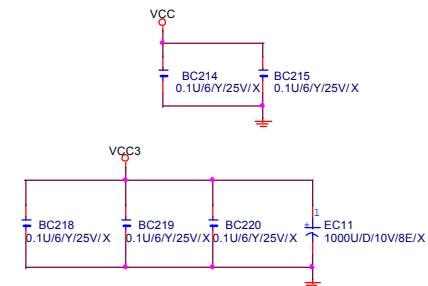 VCC
BC214 BC215
0.1U/6/Y/25V/X 0.1U/6/Y/25V/X
VCC3
1
BC218 BC219 BC220 + EC11
0.1U/6/Y/25V/X 0.1U/6/Y/25V/X 0.1U/6/Y/25V/X 1000U/D/10V/8E/X